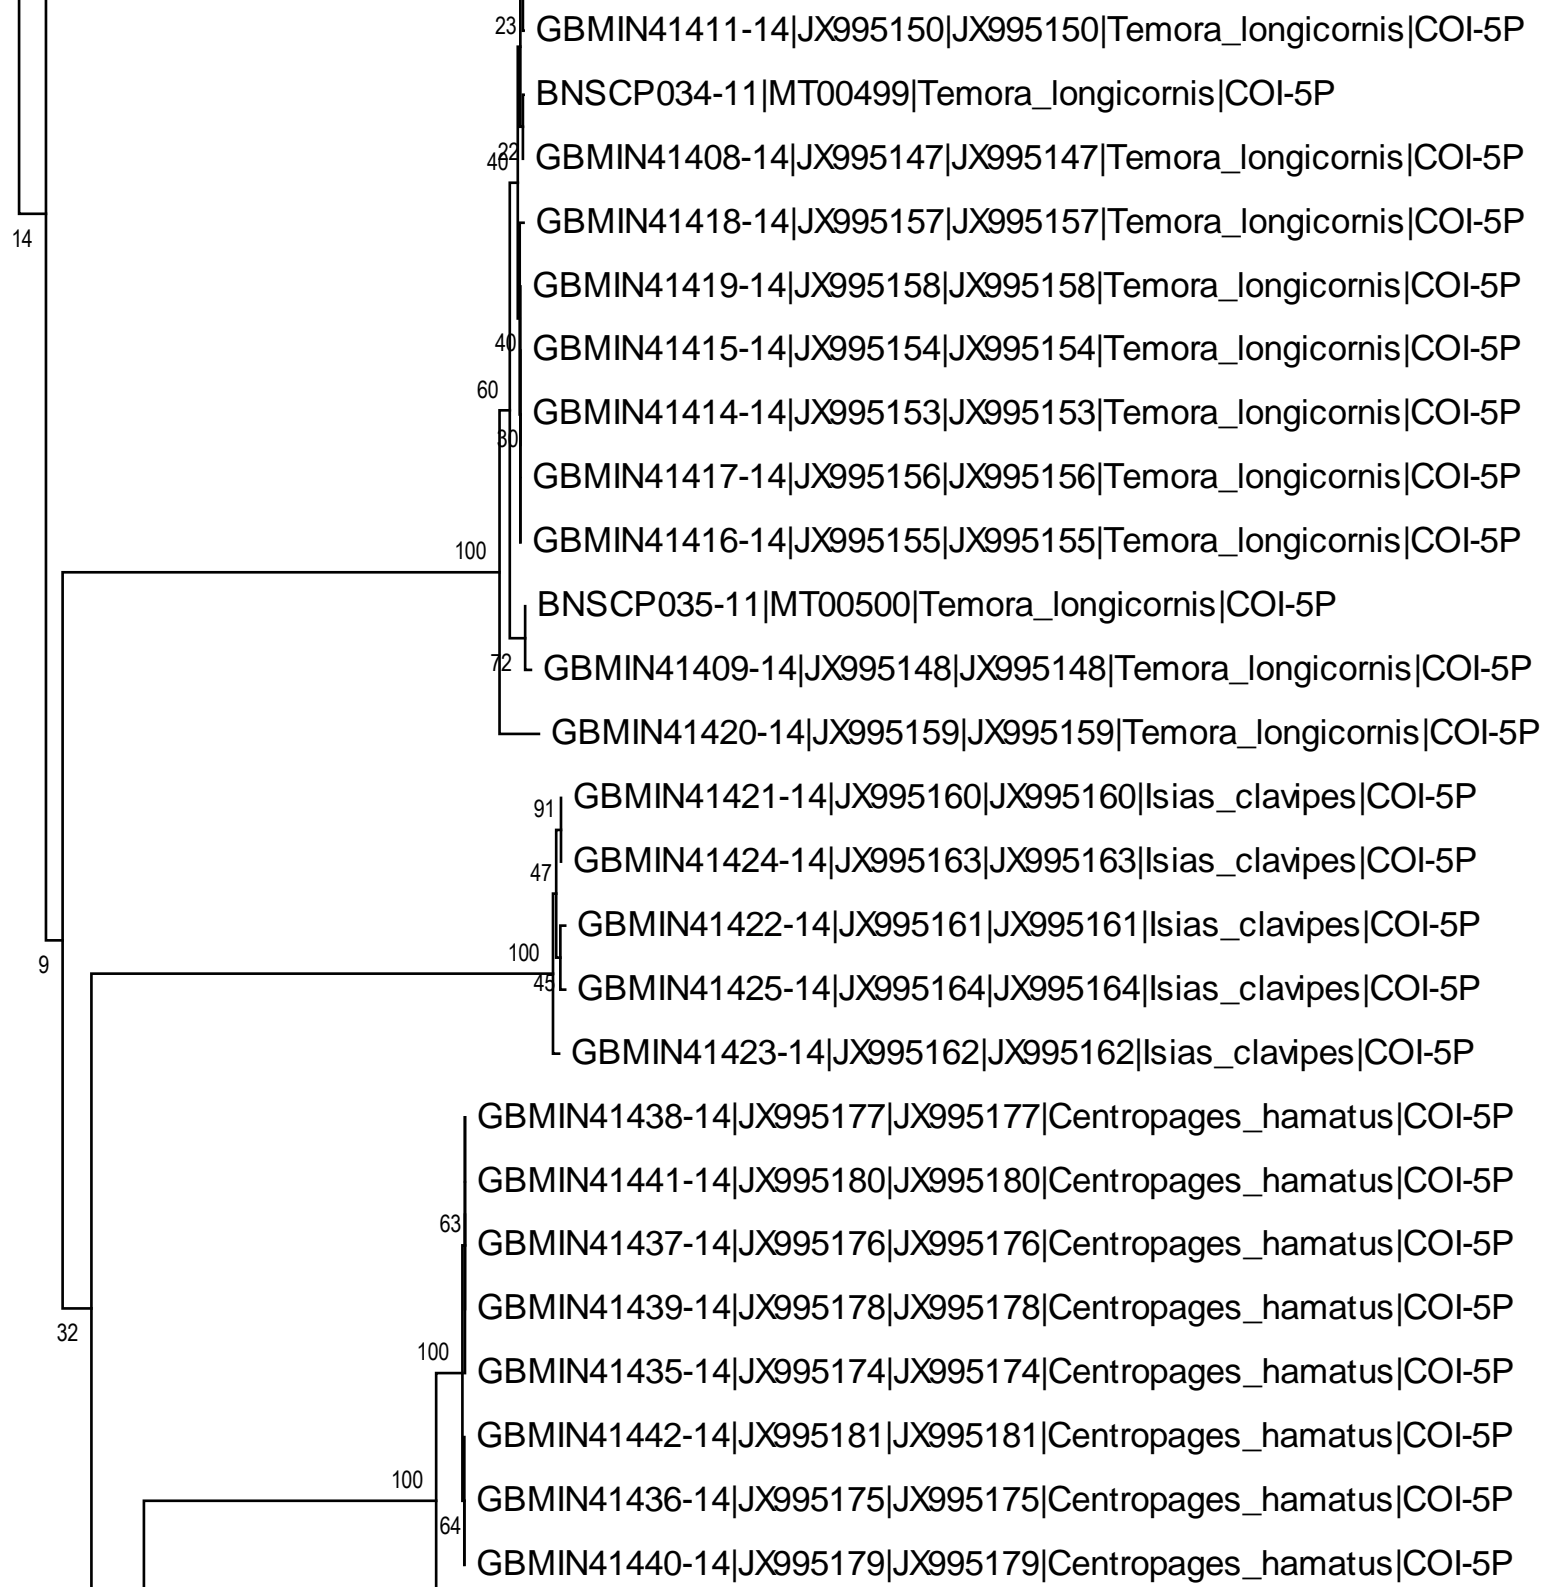 23
GBMIN41411-14|JX995150|JX995150|Temora_longicornis|COI-5P
BNSCP034-11|MT00499|Temora_longicornis|COI-5P
22
40
GBMIN41408-14|JX995147|JX995147|Temora_longicornis|COI-5P
GBMIN41418-14|JX995157|JX995157|Temora_longicornis|COI-5P
14
GBMIN41419-14|JX995158|JX995158|Temora_longicornis|COI-5P
40
GBMIN41415-14|JX995154|JX995154|Temora_longicornis|COI-5P
60
GBMIN41414-14|JX995153|JX995153|Temora_longicornis|COI-5P
30
GBMIN41417-14|JX995156|JX995156|Temora_longicornis|COI-5P
GBMIN41416-14|JX995155|JX995155|Temora_longicornis|COI-5P
100
BNSCP035-11|MT00500|Temora_longicornis|COI-5P
72
GBMIN41409-14|JX995148|JX995148|Temora_longicornis|COI-5P
GBMIN41420-14|JX995159|JX995159|Temora_longicornis|COI-5P
91
GBMIN41421-14|JX995160|JX995160|Isias_clavipes|COI-5P
GBMIN41424-14|JX995163|JX995163|Isias_clavipes|COI-5P
47
GBMIN41422-14|JX995161|JX995161|Isias_clavipes|COI-5P
100
9
45
GBMIN41425-14|JX995164|JX995164|Isias_clavipes|COI-5P
GBMIN41423-14|JX995162|JX995162|Isias_clavipes|COI-5P
GBMIN41438-14|JX995177|JX995177|Centropages_hamatus|COI-5P
GBMIN41441-14|JX995180|JX995180|Centropages_hamatus|COI-5P
63
GBMIN41437-14|JX995176|JX995176|Centropages_hamatus|COI-5P
GBMIN41439-14|JX995178|JX995178|Centropages_hamatus|COI-5P
32
100
GBMIN41435-14|JX995174|JX995174|Centropages_hamatus|COI-5P
GBMIN41442-14|JX995181|JX995181|Centropages_hamatus|COI-5P
100
GBMIN41436-14|JX995175|JX995175|Centropages_hamatus|COI-5P
64
GBMIN41440-14|JX995179|JX995179|Centropages_hamatus|COI-5P